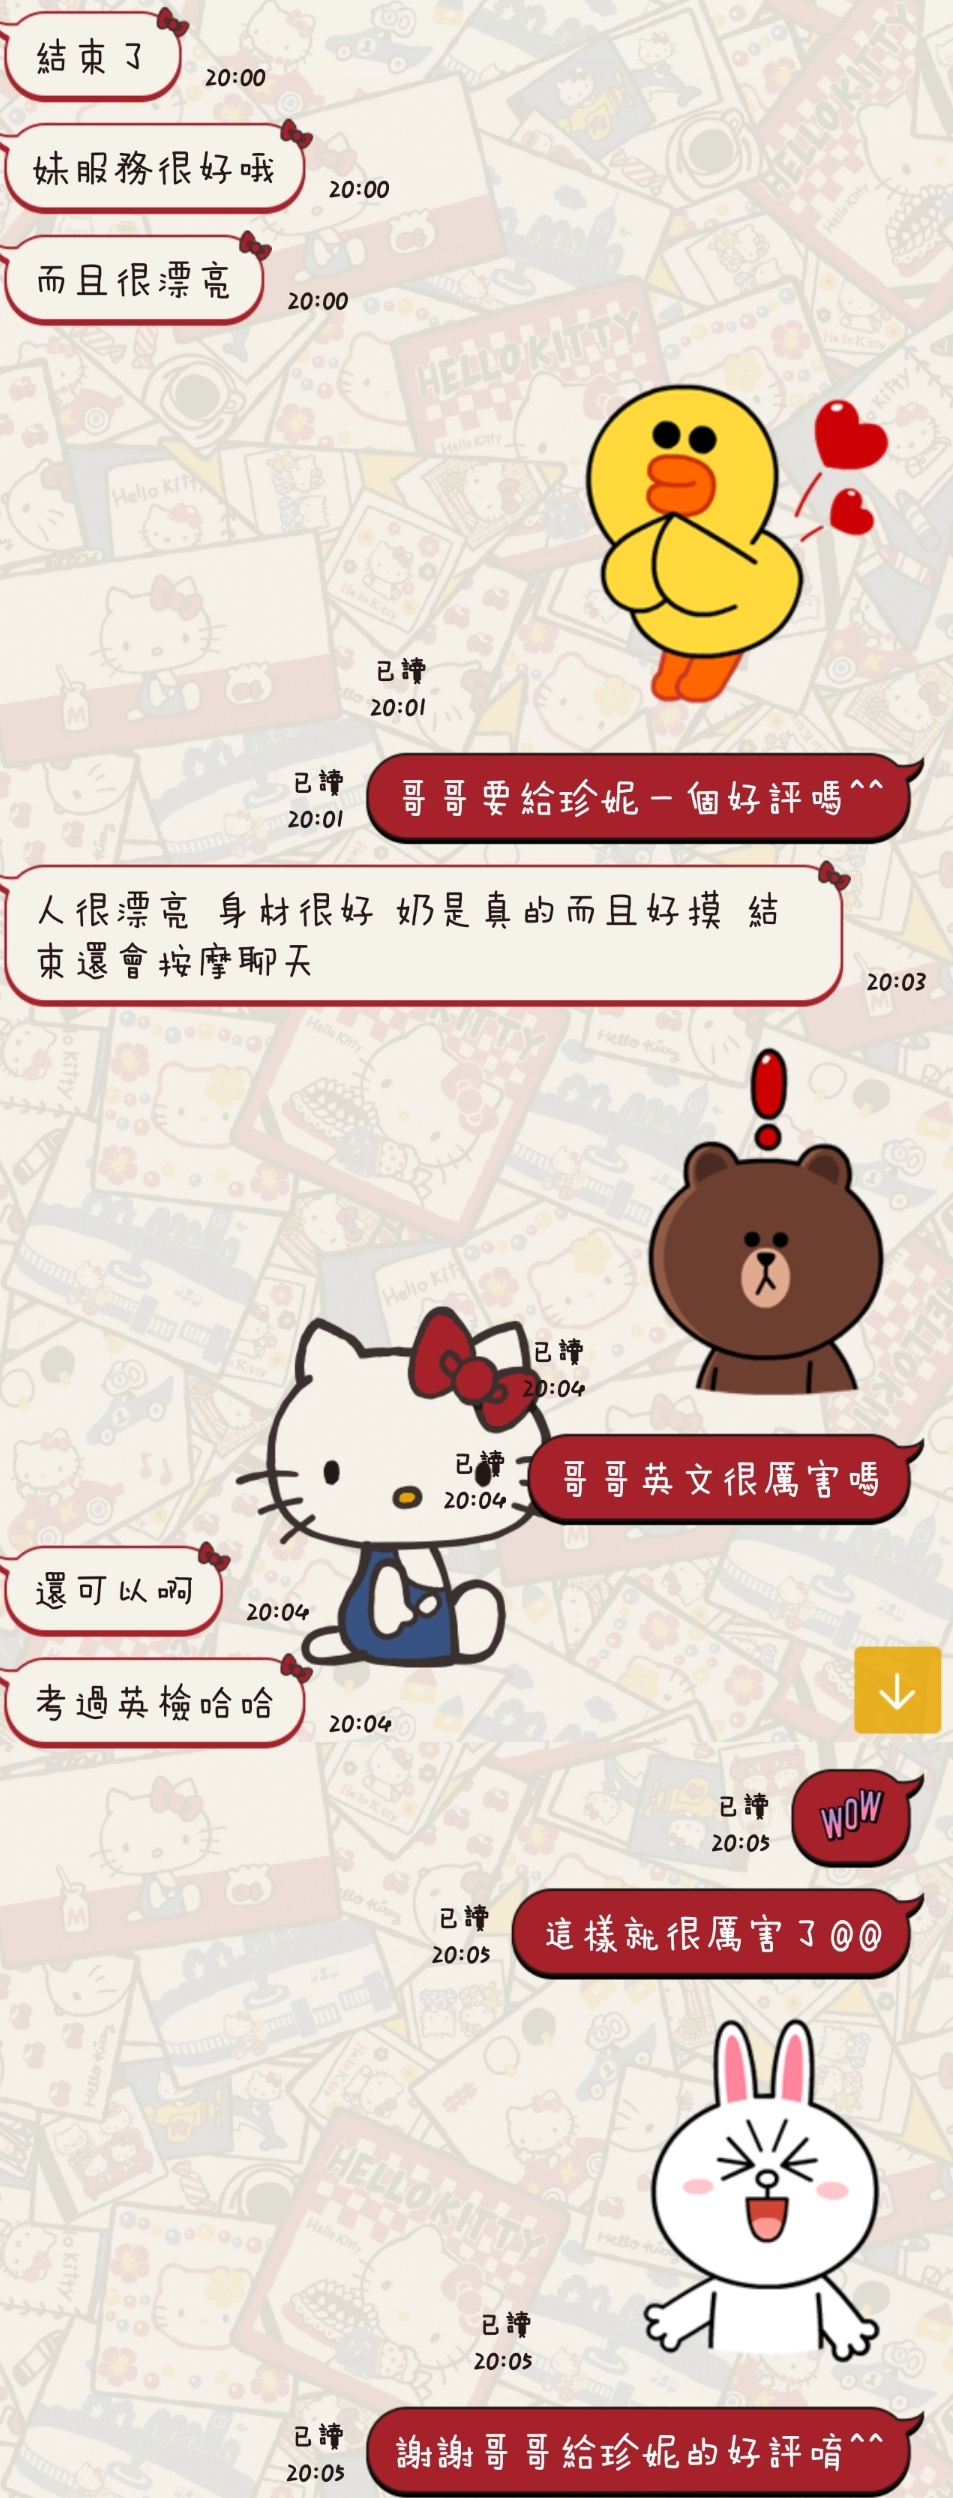 結束了
20:00
妹服務很好哦
20:00
而且很漂亮
20:00
已讀
20:01
哥哥要給珍妮一個好評嗎^^
已讀
20:01
人很漂亮 身材很好 奶是真的而且好摸 結
束還會按摩聊天
20:03
已讀
20:04
哥哥英文很厲害嗎
已讀
20:04
還可以啊
20:04
考過英檢哈哈
20:04
WOW
已讀
20:05
這樣就很厲害了@@
已讀
20:05
已讀
20:05
謝謝哥哥給珍妮的好評唷^^
已讀
20:05
HELLO KITTY
Hello Kitty